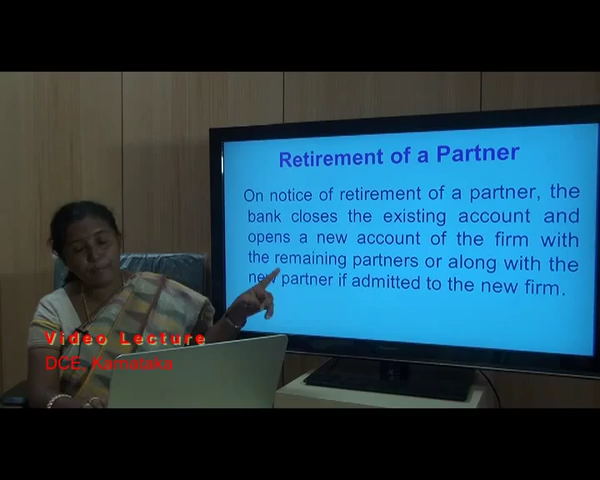 Retirement of a Partner
On notice of retirement of a partner, the
bank closes the existing account and
opens a new account of the firm with
the remaining partners or along with the
new partner if admitted to the new firm.
Video Lecture
DCE, Karnataka